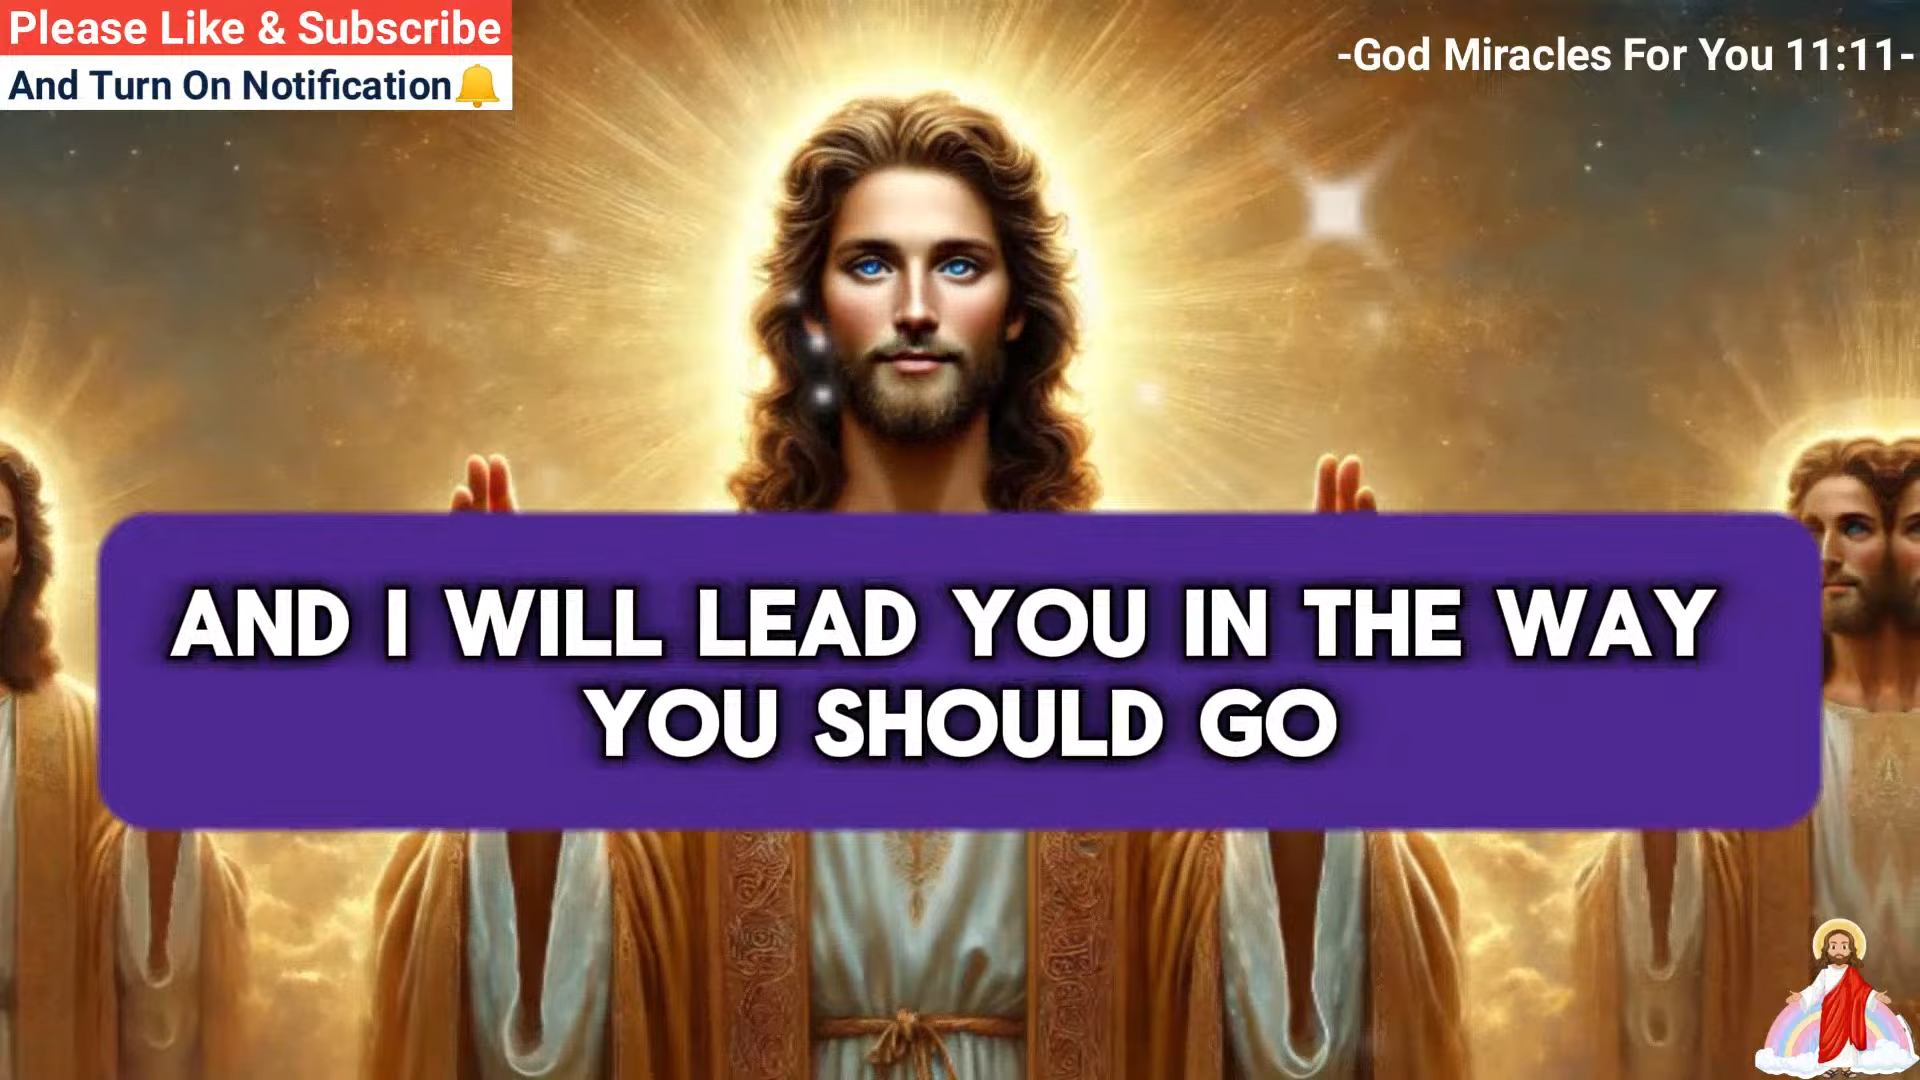 Please Like & Subscribe
And Turn On Notification🔔
-God Miracles For You 11:11-
AND I WILL LEAD YOU IN THE WAY
YOU SHOULD GO